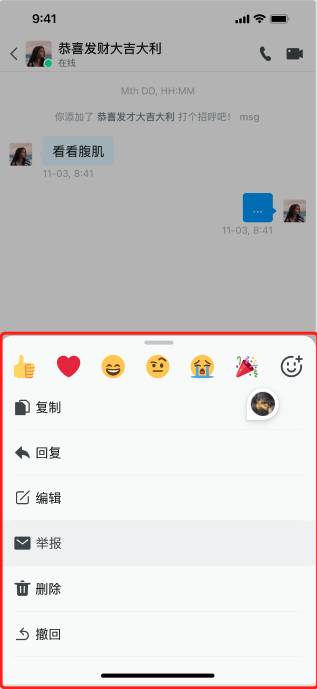 9:41
恭喜发财大吉大利
在线
Mth DD, HH:MM
你添加了 恭喜发才大吉大利 打个招呼吧！ msg
看看腹肌
11-03, 8:41
...
11-03, 8:41
复制
回复
编辑
举报
删除
撤回